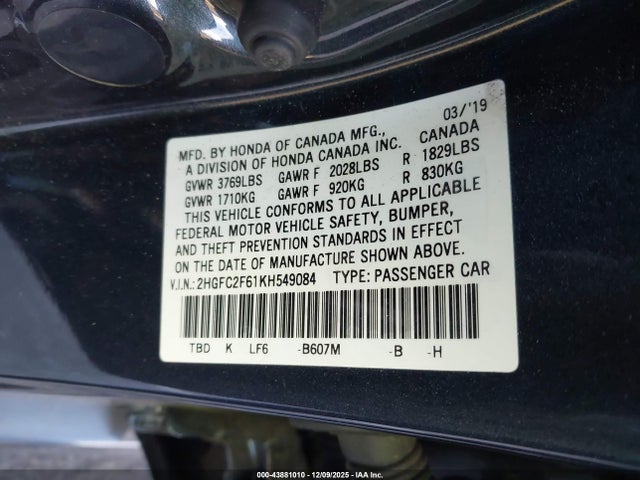 03/'19
MFD. BY HONDA OF CANADA MFG., CANADA
A DIVISION OF HONDA CANADA INC.
GVWR 3769LBS GAWR F 2028LBS R 1829LBS
GVWR 1710KG GAWR F 920KG R 830KG
THIS VEHICLE CONFORMS TO ALL APPLICABLE
FEDERAL MOTOR VEHICLE SAFETY, BUMPER,
AND THEFT PREVENTION STANDARDS IN EFFECT
ON THE DATE OF MANUFACTURE SHOWN ABOVE.
V.I.N.: 2HGFC2F61KH549084 TYPE: PASSENGER CAR
TBD K LF6 -B607M -B -H
000-43881010 - 12/09/2025 - IAA Inc.